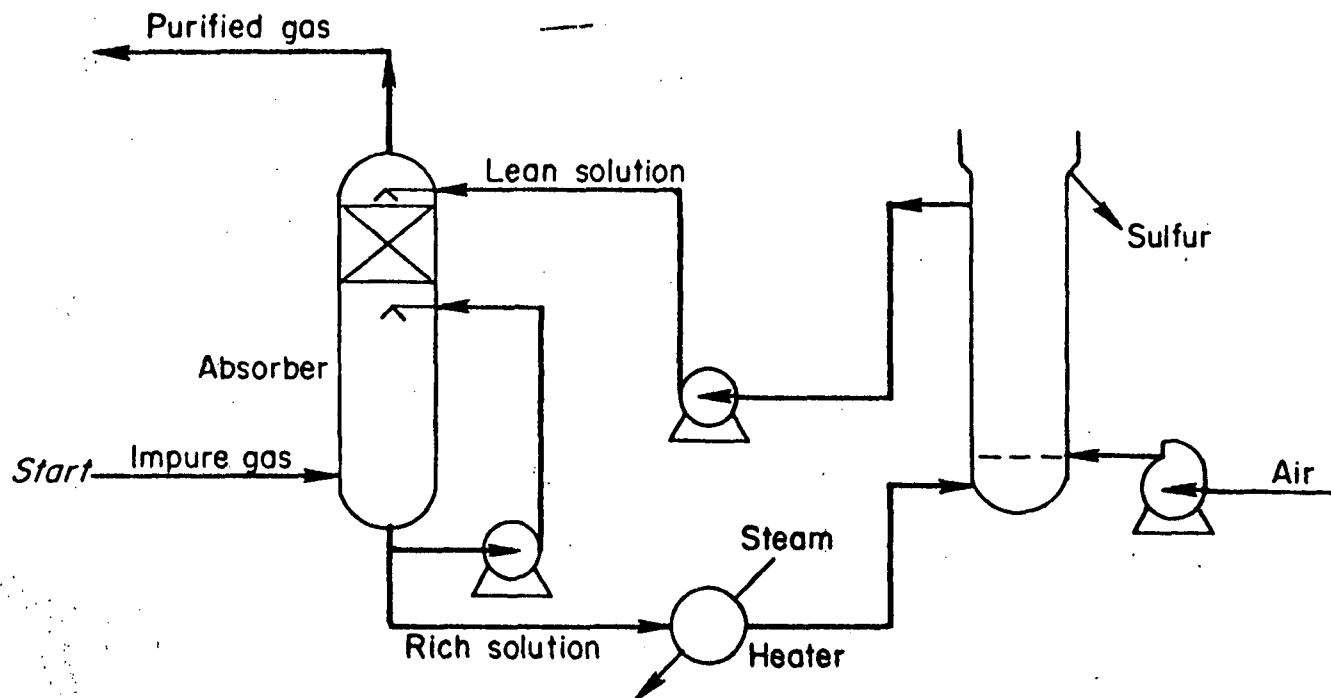 Purified gas
Lean solution
Sulfur
Absorber
Start
Impure gas
Air
Steam
Rich solution
Heater